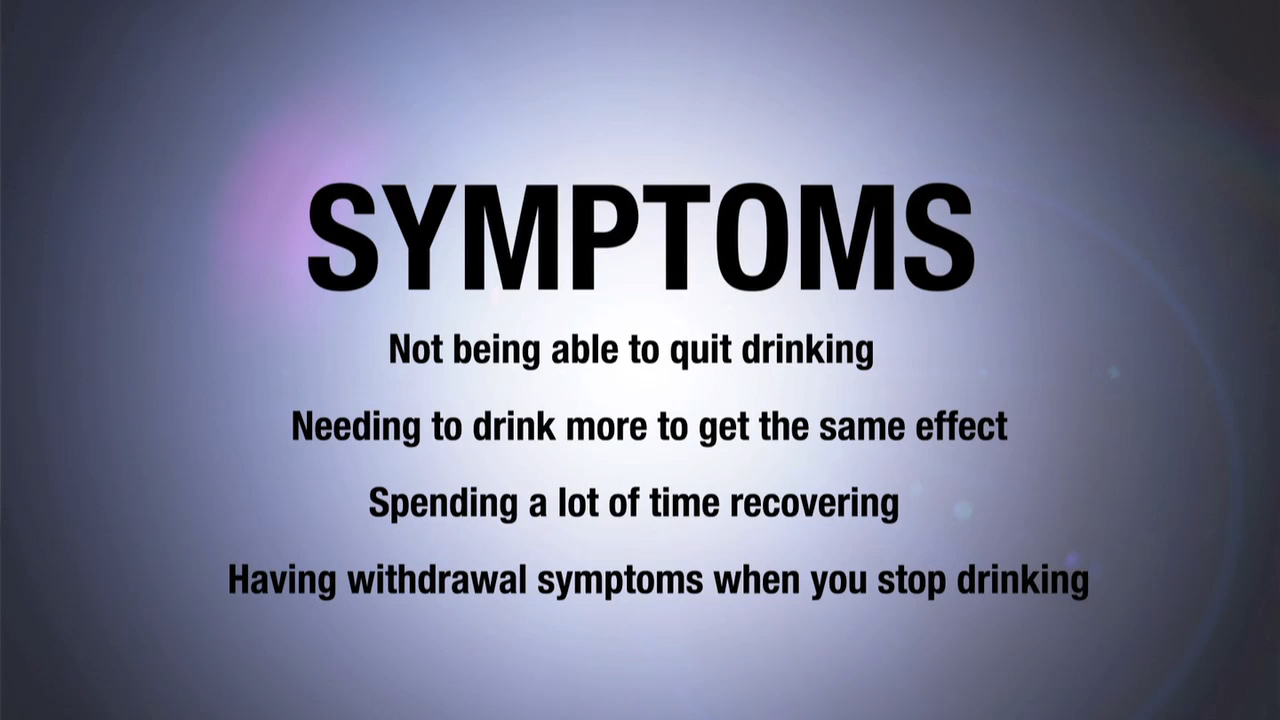 SYMPTOMS
Not being able to quit drinking
Needing to drink more to get the same effect
Spending a lot of time recovering
Having withdrawal symptoms when you stop drinking